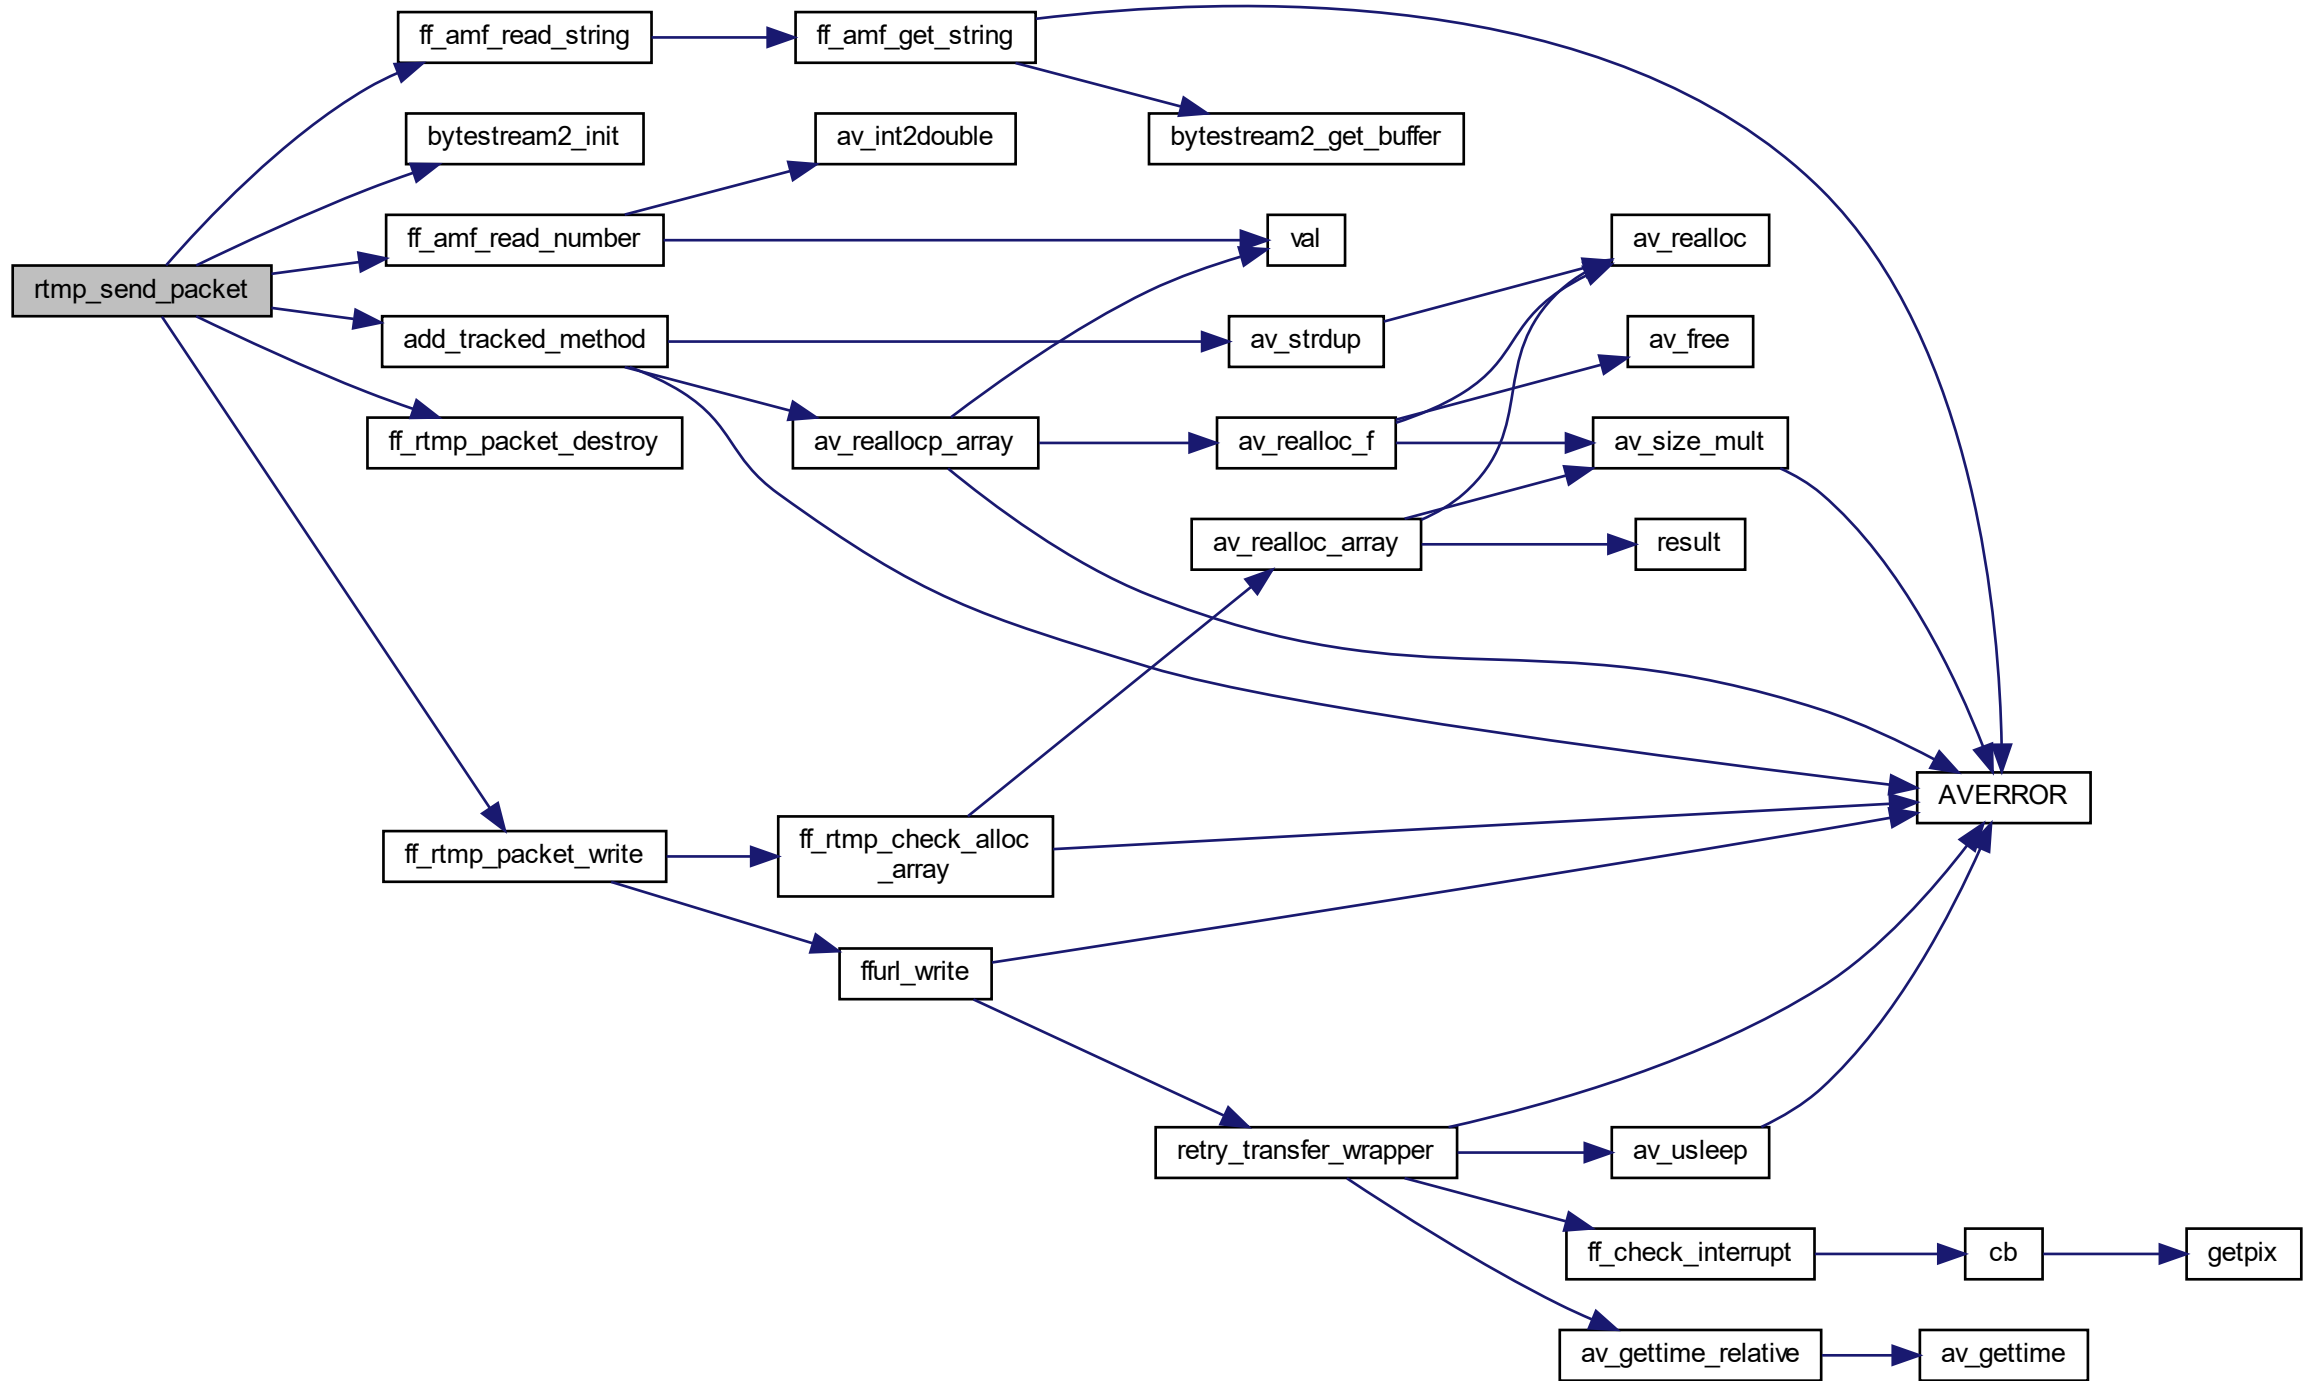 rtmp_send_packet
ff_amf_read_string
ff_amf_get_string
bytestream2_init
av_int2double
bytestream2_get_buffer
ff_amf_read_number
val
av_realloc
add_tracked_method
av_strdup
av_free
ff_rtmp_packet_destroy
av_reallocp_array
av_realloc_f
av_size_mult
av_realloc_array
result
AVERROR
ff_rtmp_packet_write
ff_rtmp_check_alloc
_array
ffurl_write
retry_transfer_wrapper
av_usleep
ff_check_interrupt
cb
getpix
av_gettime_relative
av_gettime